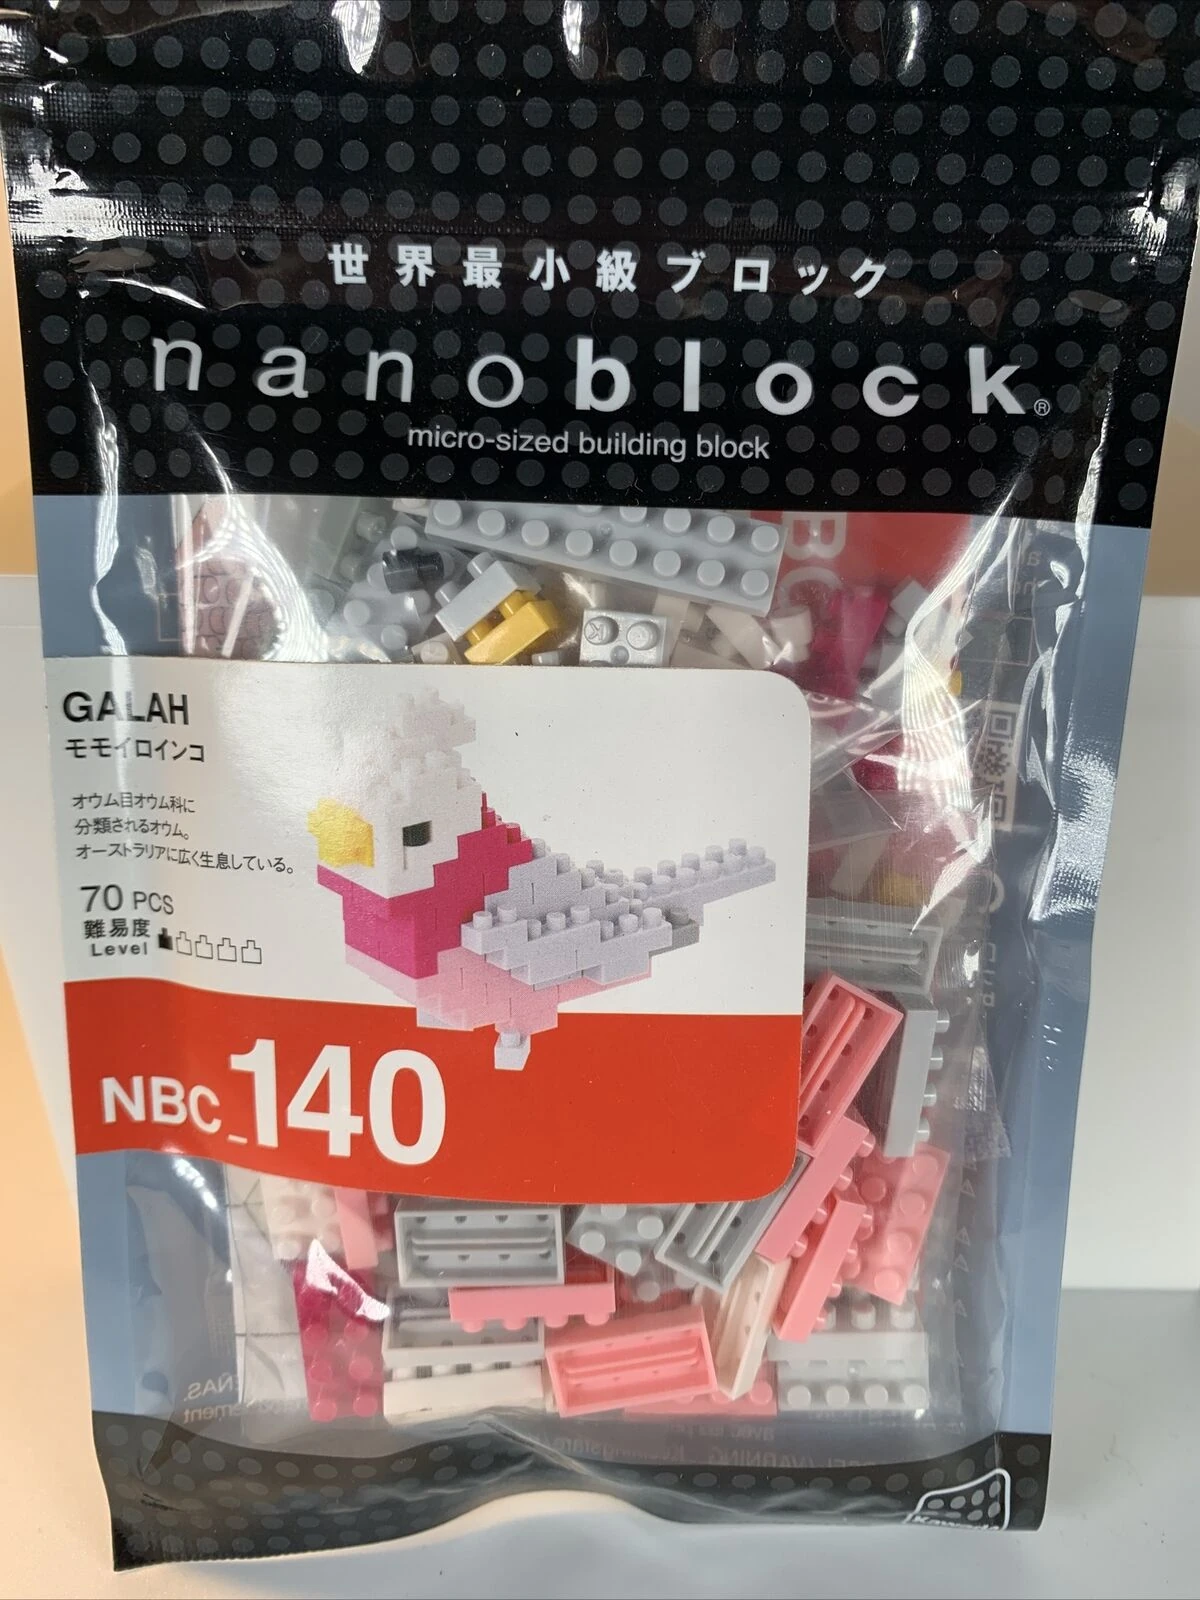 世界最小級ブロック
nanoblock®
micro-sized building block
GALAH
モモイロインコ
オウム目オウム科に
分類されるオウム。
オーストラリアに広く生息している。
70 PCS
難易度
Level
NBC_140
Kawada